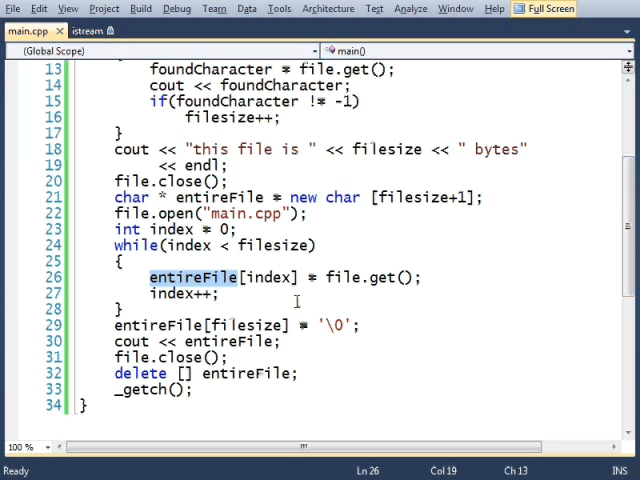 File Edit View Project Build Debug Team Data Tools Architecture Test Analyze Window Help Full Screen
main.cpp istream
(Global Scope) main()
13 foundCharacter = file.get();
14 cout << foundCharacter;
15 if(foundCharacter != -1)
16 filesize++;
17 }
18 cout << "this file is " << filesize << " bytes"
19 << endl;
20 file.close();
21 char * entireFile = new char [filesize+1];
22 file.open("main.cpp");
23 int index = 0;
24 while(index < filesize)
25 {
26 entireFile[index] = file.get();
27 index++;
28 }
29 entireFile[filesize] = '\0';
30 cout << entireFile;
31 file.close();
32 delete [] entireFile;
33 _getch();
34 }
100 %
Ready Ln 26 Col 19 Ch 13 INS